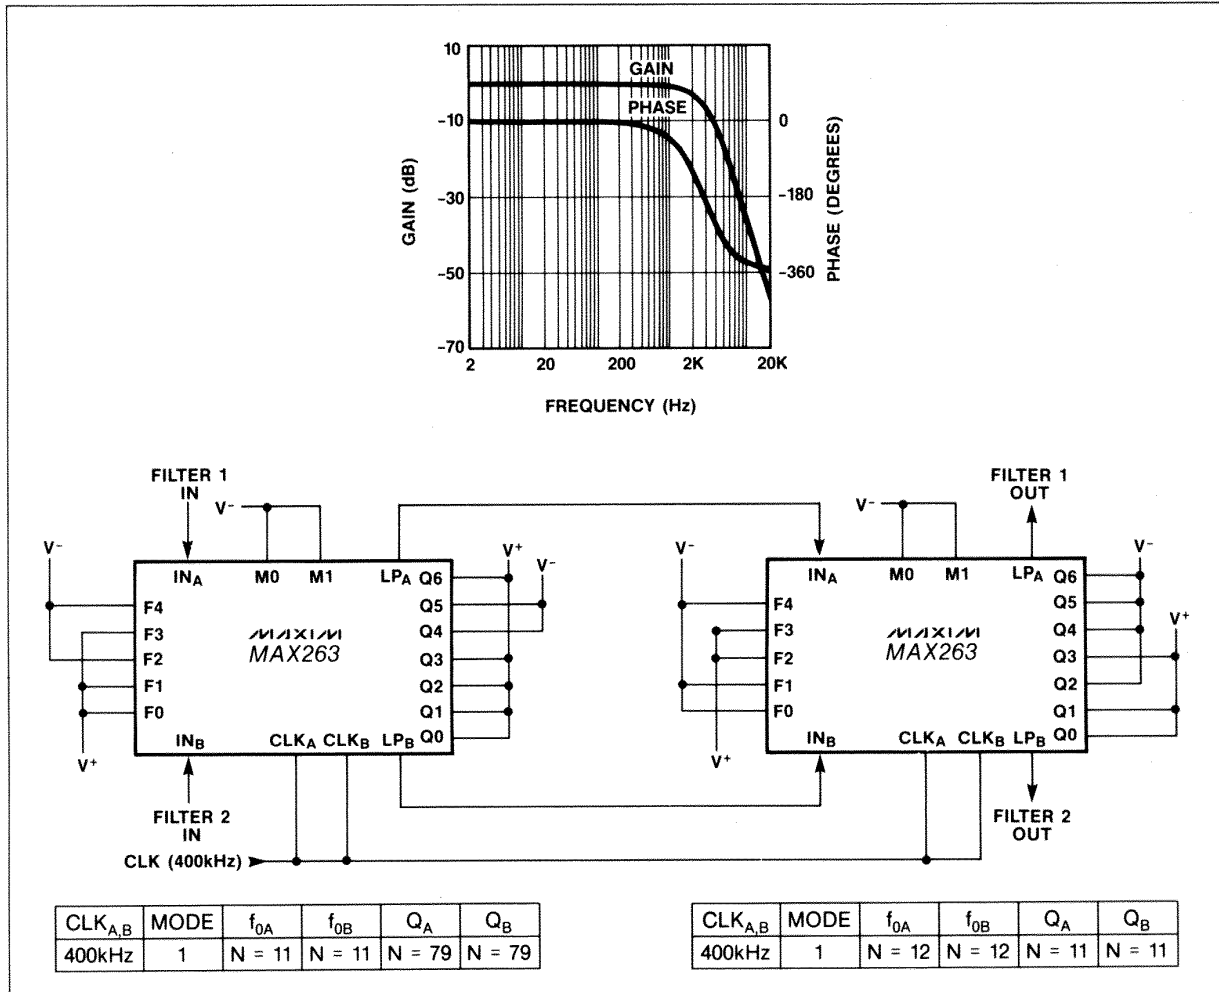 10
GAIN
PHASE
-10
0
GAIN (dB)
-30
-180
PHASE (DEGREES)
-50
-360
-70
2
20
200
2K
20K
FREQUENCY (Hz)
FILTER 1
IN
V-
V-
V+
V-
INA
M0
M1
LPA
F4
F3
F2
F1
F0
MAXIM
MAX263
Q6
Q5
Q4
Q3
Q2
Q1
Q0
INB
CLKA
CLKB
LPB
V+
FILTER 2
IN
CLK (400kHz)
FILTER 1
OUT
V-
V-
V-
V+
INA
M0
M1
LPA
F4
F3
F2
F1
F0
MAXIM
MAX263
Q6
Q5
Q4
Q3
Q2
Q1
Q0
INB
CLKA
CLKB
LPB
V+
FILTER 2
OUT
CLKA,B MODE f0A f0B QA QB
400kHz 1 N = 11 N = 11 N = 79 N = 79
CLKA,B MODE f0A f0B QA QB
400kHz 1 N = 12 N = 12 N = 11 N = 11